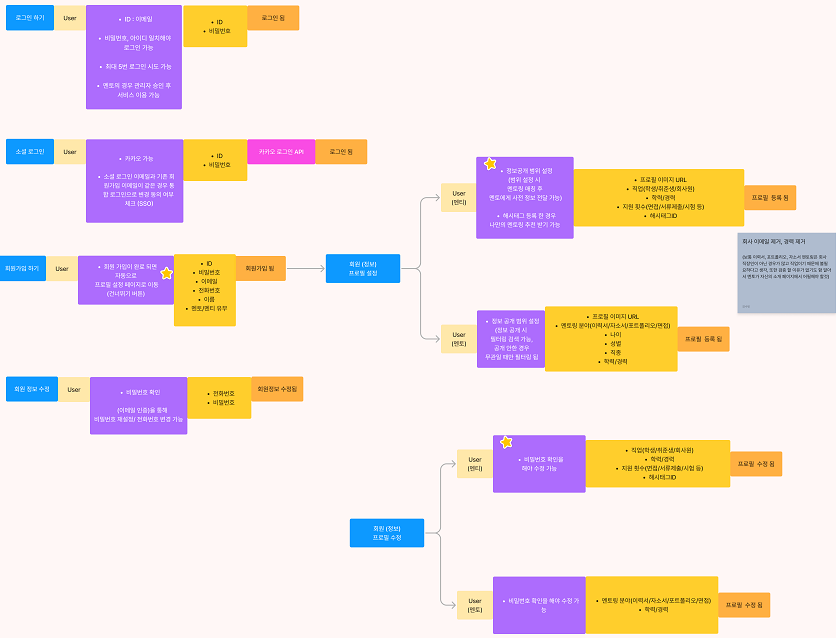 로그인 하기
User
• ID : 이메일
• 비밀번호, 아이디 일치해야
로그인 가능
• 최대 5번 로그인 시도 가능
• 멘토의 경우 관리자 승인 후
서비스 이용 가능
• ID
• 비밀번호
로그인 됨
소셜 로그인
User
• 카카오 가능
• 소셜 로그인 이메일과 기존 회
원가입 이메일이 같은 경우 통
합 로그인으로 변경 동의 여부
체크 (SSO)
• ID
• 비밀번호
카카오 로그인 API
로그인 됨
회원가입 하기
User
• 회원 가입이 완료 되면
자동으로
프로필 설정 페이지로 이동
(건너뛰기 버튼)
• ID
• 비밀번호
• 이메일
• 전화번호
• 이름
• 멘토/멘티 유무
회원가입 됨
회원 (정보)
프로필 설정
User
(멘티)
• 정보공개 범위 설정
(범위 설정 시
멘토링 매칭 후
멘토에게 사전 정보 전달 가능)
• 해시태그 등록 한 경우
나만의 멘토링 추천 받기 가능
• 프로필 이미지 URL
• 직업(학생/취준생/회사원)
• 학력/경력
• 지원 횟수(면접/서류제출/시험 등)
• 해시태그ID
프로필 등록 됨
회사 이메일 제거, 경력 제거
User
(멘토)
• 정보 공개 범위 설정
(정보 공개 시
필터링 검색 가능,
공개 안한 경우
무관일 때만 필터링 됨
• 프로필 이미지 URL
• 멘토링 분야(이력서/자소서/포트폴리오/면접)
• 나이
• 성별
• 직종
• 학력/경력
프로필 등록 됨
회원 정보 수정
User
• 비밀번호 확인
(이메일 인증)을 통해
비밀번호 재설정/ 전화번호 변경 가능
• 전화번호
• 비밀번호
회원정보 수정됨
회원 (정보)
프로필 수정
User
(멘티)
• 비밀번호 확인을
해야 수정 가능
• 직업(학생/취준생/회사원)
• 학력/경력
• 지원 횟수(면접/서류제출/시험 등)
• 해시태그ID
프로필 수정 됨
User
(멘토)
• 비밀번호 확인을 해야 수정 가
능
• 멘토링 분야(이력서/자소서/포트폴리오/면접)
• 학력/경력
프로필 수정 됨